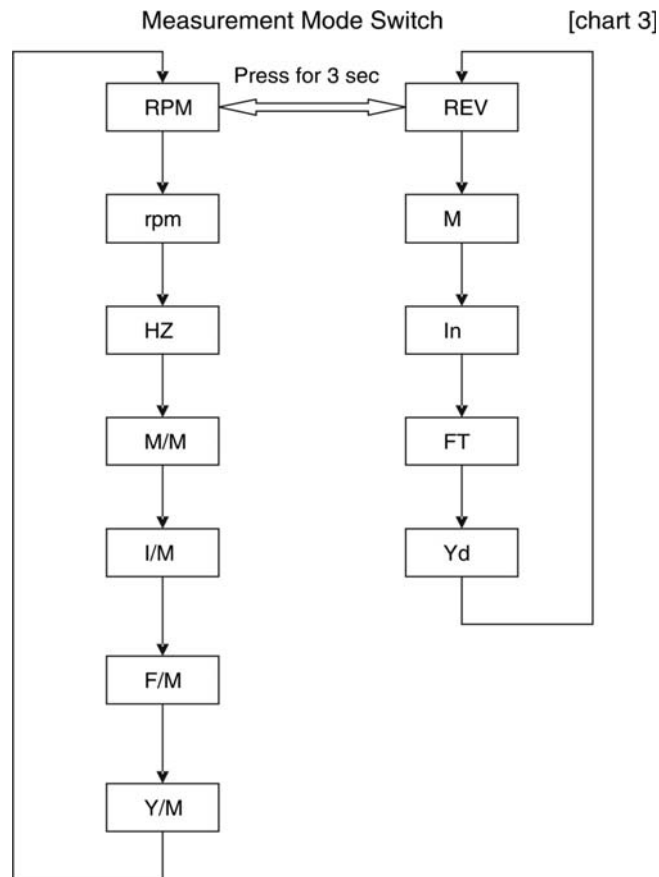 Measurement Mode Switch [chart 3]
Press for 3 sec
RPM
REV
rpm
M
HZ
In
M/M
FT
I/M
Yd
F/M
Y/M